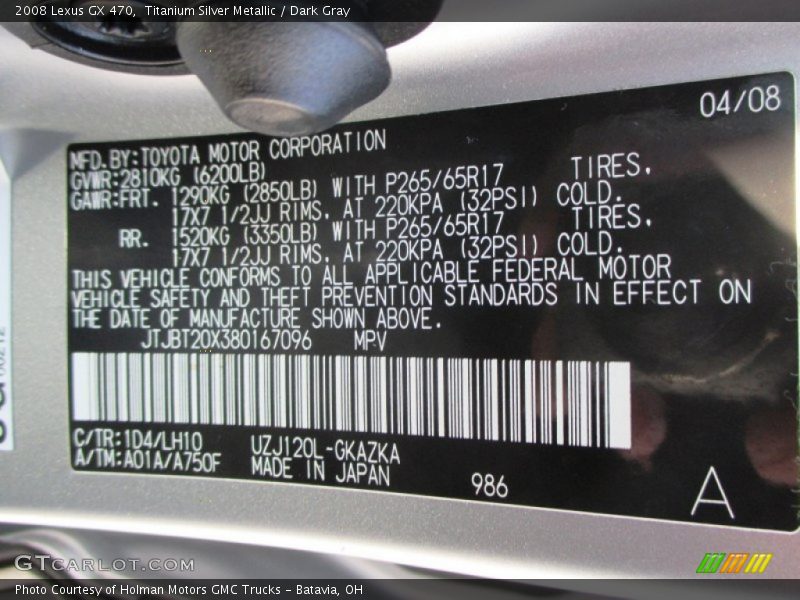 2008 Lexus GX 470, Titanium Silver Metallic / Dark Gray
04/08
MFD.BY:TOYOTA MOTOR CORPORATION
GVWR:2810KG (6200LB)
GAWR:FRT. 1290KG (2850LB) WITH P265/65R17 TIRES,
17X7 1/2JJ RIMS, AT 220KPA (32PSI) COLD.
RR. 1520KG (3350LB) WITH P265/65R17 TIRES,
17X7 1/2JJ RIMS, AT 220KPA (32PSI) COLD.
THIS VEHICLE CONFORMS TO ALL APPLICABLE FEDERAL MOTOR
VEHICLE SAFETY AND THEFT PREVENTION STANDARDS IN EFFECT ON
THE DATE OF MANUFACTURE SHOWN ABOVE.
JTJBT20X380167096 MPV
C/TR:1D4/LH10 UZJ120L-GKAZKA
A/TM:A01A/A750F MADE IN JAPAN
986
A
GTCARLOT.COM
Photo Courtesy of Holman Motors GMC Trucks - Batavia, OH